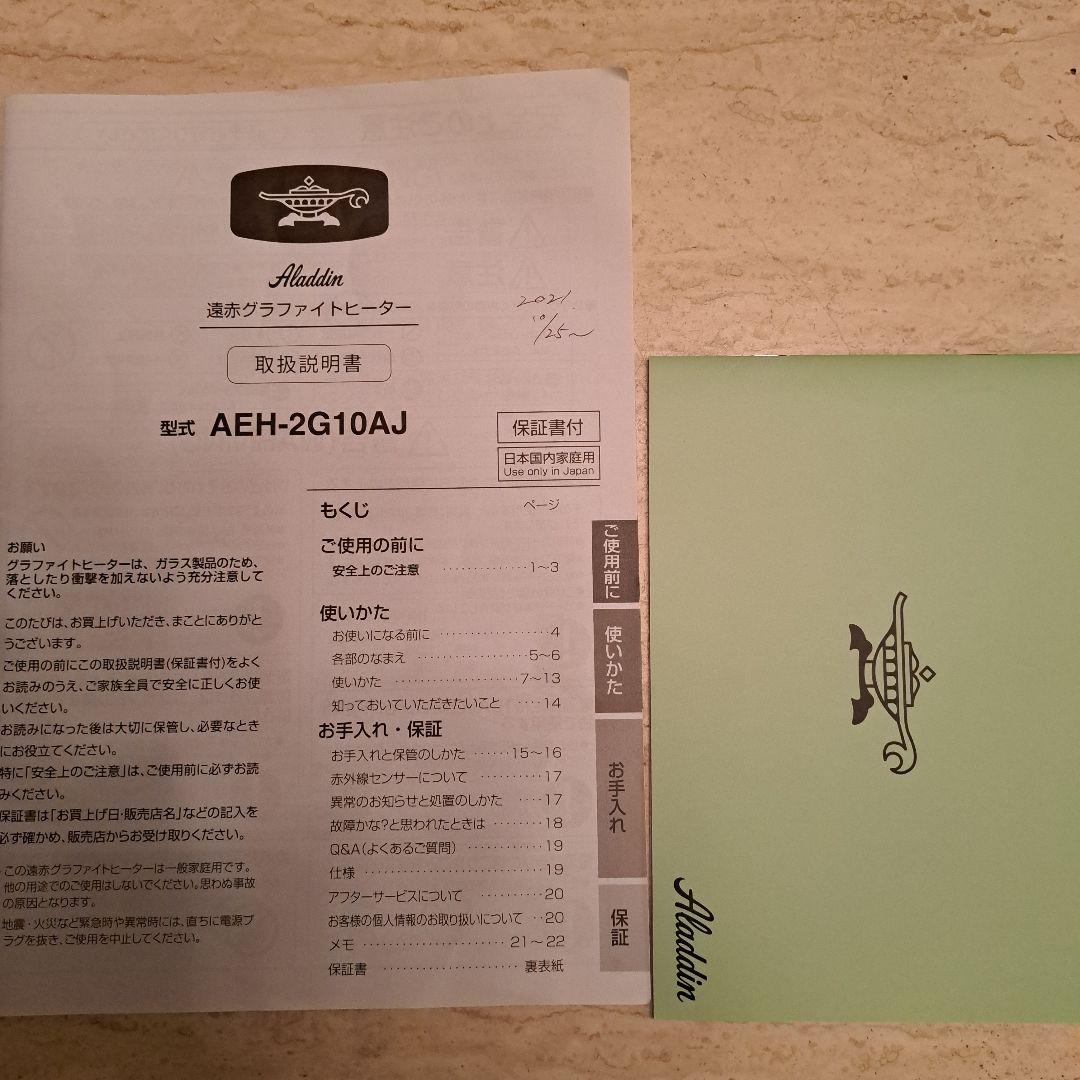 Aladdin
遠赤グラファイトヒーター
2021.
10/25〜
取扱説明書
型式 AEH-2G10AJ
保証書付
日本国内家庭用
Use only in Japan
お願い
グラファイトヒーターは、ガラス製品のため、
落としたり衝撃を加えないよう充分注意して
ください。
このたびは、お買上げいただき、まことにありがと
うございます。
ご使用の前にこの取扱説明書(保証書付)をよく
お読みのうえ、ご家族全員で安全に正しくお使
いください。
お読みになった後は大切に保管し、必要なとき
にお役立てください。
特に「安全上のご注意」は、ご使用前に必ずお読
みください。
保証書は「お買上げ日・販売店名」などの記入を
必ず確かめ、販売店からお受け取りください。
この遠赤グラファイトヒーターは一般家庭用です。
他の用途でのご使用はしないでください。思わぬ事故
の原因となります。
地震・火災など緊急時や異常時には、直ちに電源プ
ラグを抜き、ご使用を中止してください。
もくじ ページ
ご使用の前に
安全上のご注意 ··············1〜3
使いかた
お使いになる前に ··················4
各部のなまえ ··················5〜6
使いかた ····················7〜13
知っておいていただきたいこと ····14
お手入れ・保証
お手入れと保管のしかた ······15〜16
赤外線センサーについて ··········17
異常のお知らせと処置のしかた ····17
故障かな?と思われたときは ········18
Q&A(よくあるご質問) ············19
仕様 ····························19
アフターサービスについて ··········20
お客様の個人情報のお取り扱いについて ··20
メモ ······················21〜22
保証書 ····················裏表紙
ご使用前に
使いかた
お手入れ
保証
Aladdin